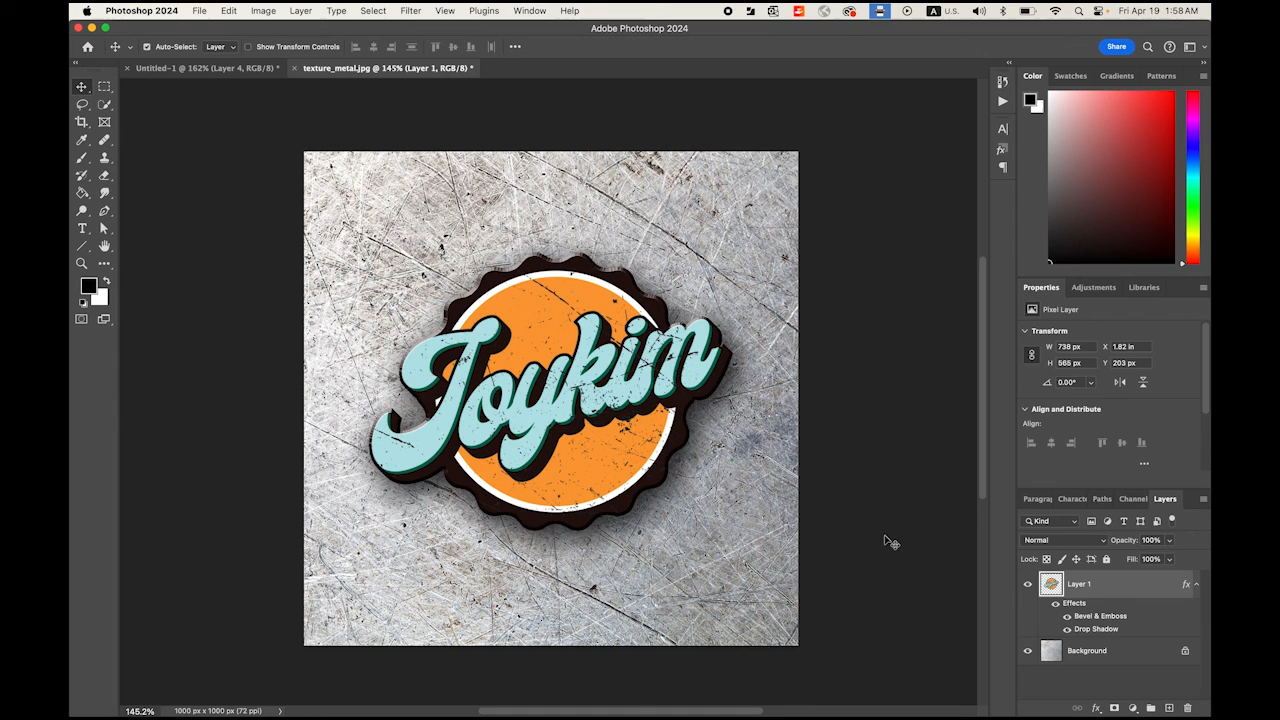 Photoshop 2024 File Edit Image Layer Type Select Filter View Plugins Window Help A U.S. Fri Apr 19 1:58 AM
Adobe Photoshop 2024
Auto-Select: Layer Show Transform Controls ••• Share
Untitled-1 @ 162% (Layer 4, RGB/8) * texture_metal.jpg @ 145% (Layer 1, RGB/8) *
Color Swatches Gradients Patterns
Properties Adjustments Libraries
Pixel Layer
Transform
W 738 px X 1.82 in
H 565 px Y 203 px
0.00°
Align and Distribute
Align:
•••
Joykim
Paragra Charact Paths Channel Layers
Kind
Normal Opacity: 100%
Lock: Fill: 100%
Layer 1 fx
Effects
Bevel & Emboss
Drop Shadow
Background
145.2% 1000 px x 1000 px (72 ppi)